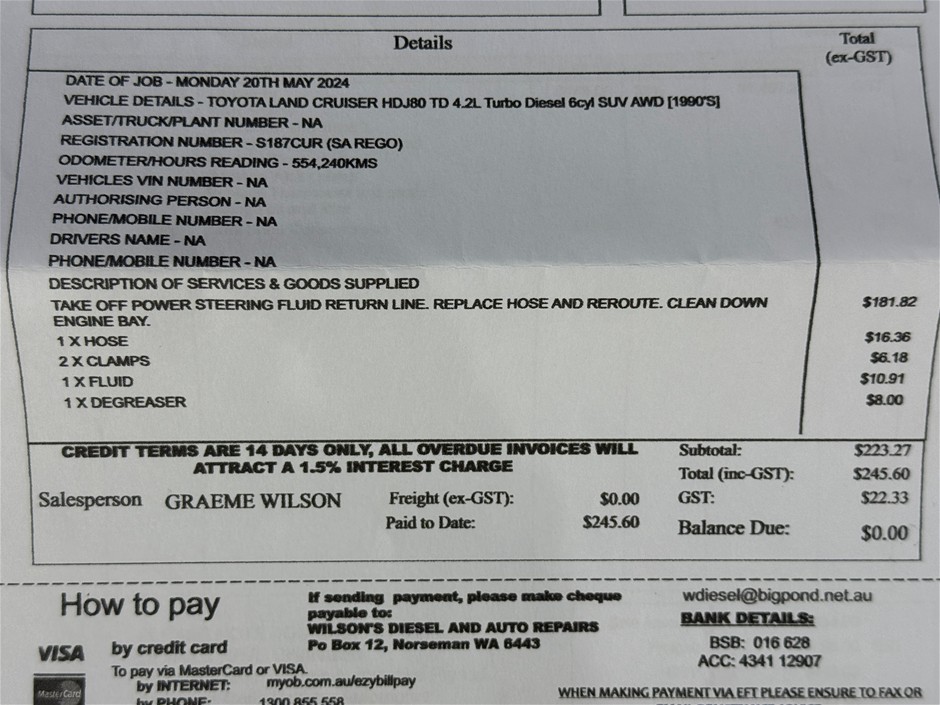 Details
Total
(ex-GST)
DATE OF JOB - MONDAY 20TH MAY 2024
VEHICLE DETAILS - TOYOTA LAND CRUISER HDJ80 TD 4.2L Turbo Diesel 6cyl SUV AWD [1990'S]
ASSET/TRUCK/PLANT NUMBER - NA
REGISTRATION NUMBER - S187CUR (SA REGO)
ODOMETER/HOURS READING - 554,240KMS
VEHICLES VIN NUMBER - NA
AUTHORISING PERSON - NA
PHONE/MOBILE NUMBER - NA
DRIVERS NAME - NA
PHONE/MOBILE NUMBER - NA
DESCRIPTION OF SERVICES & GOODS SUPPLIED
TAKE OFF POWER STEERING FLUID RETURN LINE. REPLACE HOSE AND REROUTE. CLEAN DOWN $181.82
ENGINE BAY.
1 X HOSE $16.36
2 X CLAMPS $6.18
1 X FLUID $10.91
1 X DEGREASER $8.00
CREDIT TERMS ARE 14 DAYS ONLY, ALL OVERDUE INVOICES WILL
ATTRACT A 1.5% INTEREST CHARGE
Subtotal: $223.27
Total (inc-GST): $245.60
Salesperson GRAEME WILSON Freight (ex-GST): $0.00 GST: $22.33
Paid to Date: $245.60 Balance Due: $0.00
How to pay
If sending payment, please make cheque
payable to:
WILSON'S DIESEL AND AUTO REPAIRS
Po Box 12, Norseman WA 6443
wdiesel@bigpond.net.au
BANK DETAILS:
BSB: 016 628
ACC: 4341 12907
VISA by credit card
MasterCard
To pay via MasterCard or VISA.
by INTERNET: myob.com.au/ezybillpay
by PHONE: 1300 855 558
WHEN MAKING PAYMENT VIA EFT PLEASE ENSURE TO FAX OR